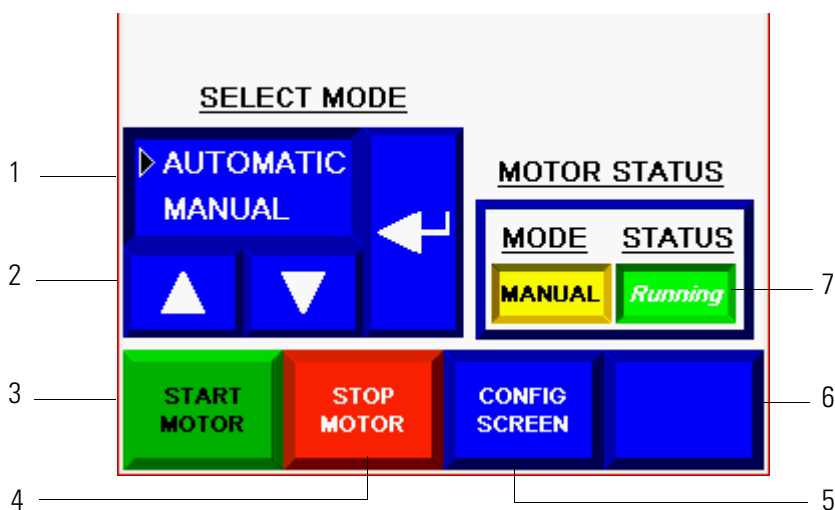 SELECT MODE
AUTOMATIC
MANUAL
MOTOR STATUS
MODE STATUS
MANUAL Running
START
MOTOR
STOP
MOTOR
CONFIG
SCREEN
1
2
3
4
5
6
7